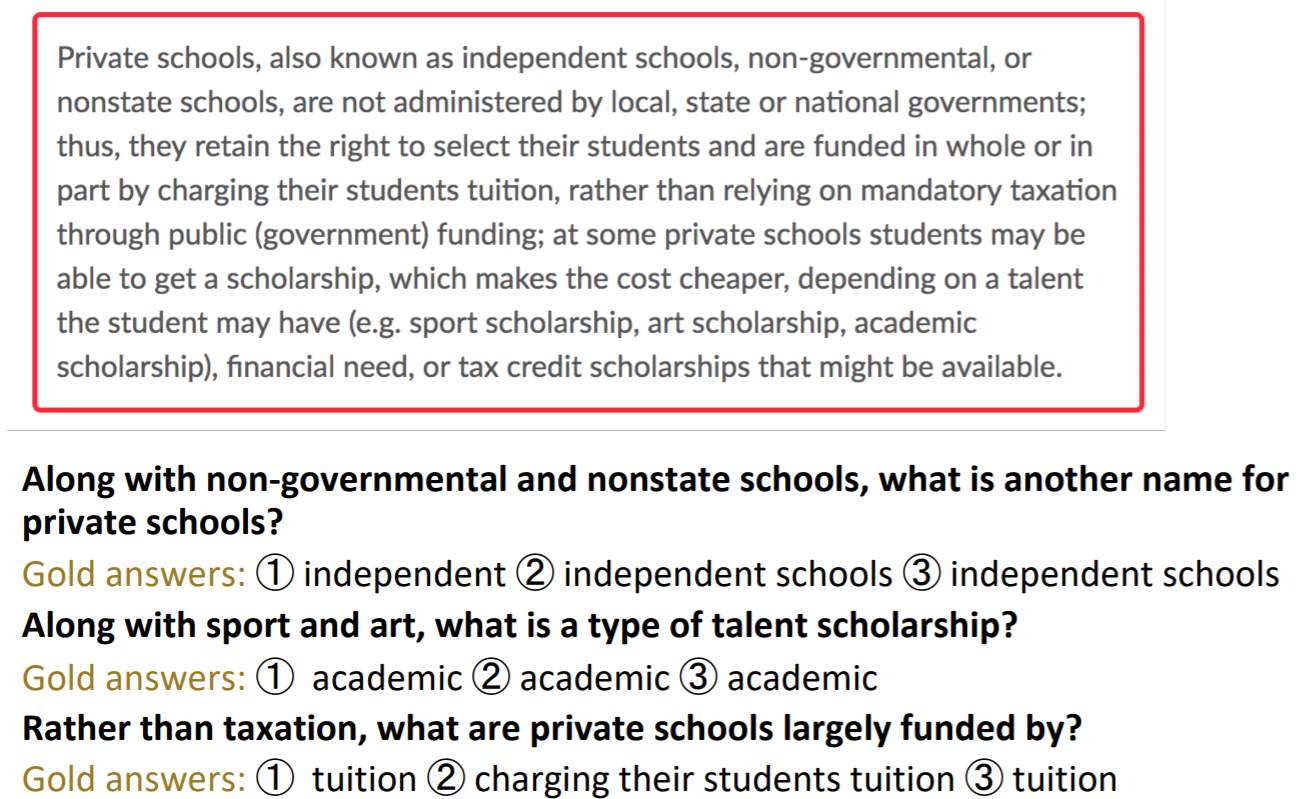 Private schools, also known as independent schools, non-governmental, or
nonstate schools, are not administered by local, state or national governments;
thus, they retain the right to select their students and are funded in whole or in
part by charging their students tuition, rather than relying on mandatory taxation
through public (government) funding; at some private schools students may be
able to get a scholarship, which makes the cost cheaper, depending on a talent
the student may have (e.g. sport scholarship, art scholarship, academic
scholarship), financial need, or tax credit scholarships that might be available.
Along with non-governmental and nonstate schools, what is another name for
private schools?
Gold answers: ① independent ② independent schools ③ independent schools
Along with sport and art, what is a type of talent scholarship?
Gold answers: ① academic ② academic ③ academic
Rather than taxation, what are private schools largely funded by?
Gold answers: ① tuition ② charging their students tuition ③ tuition